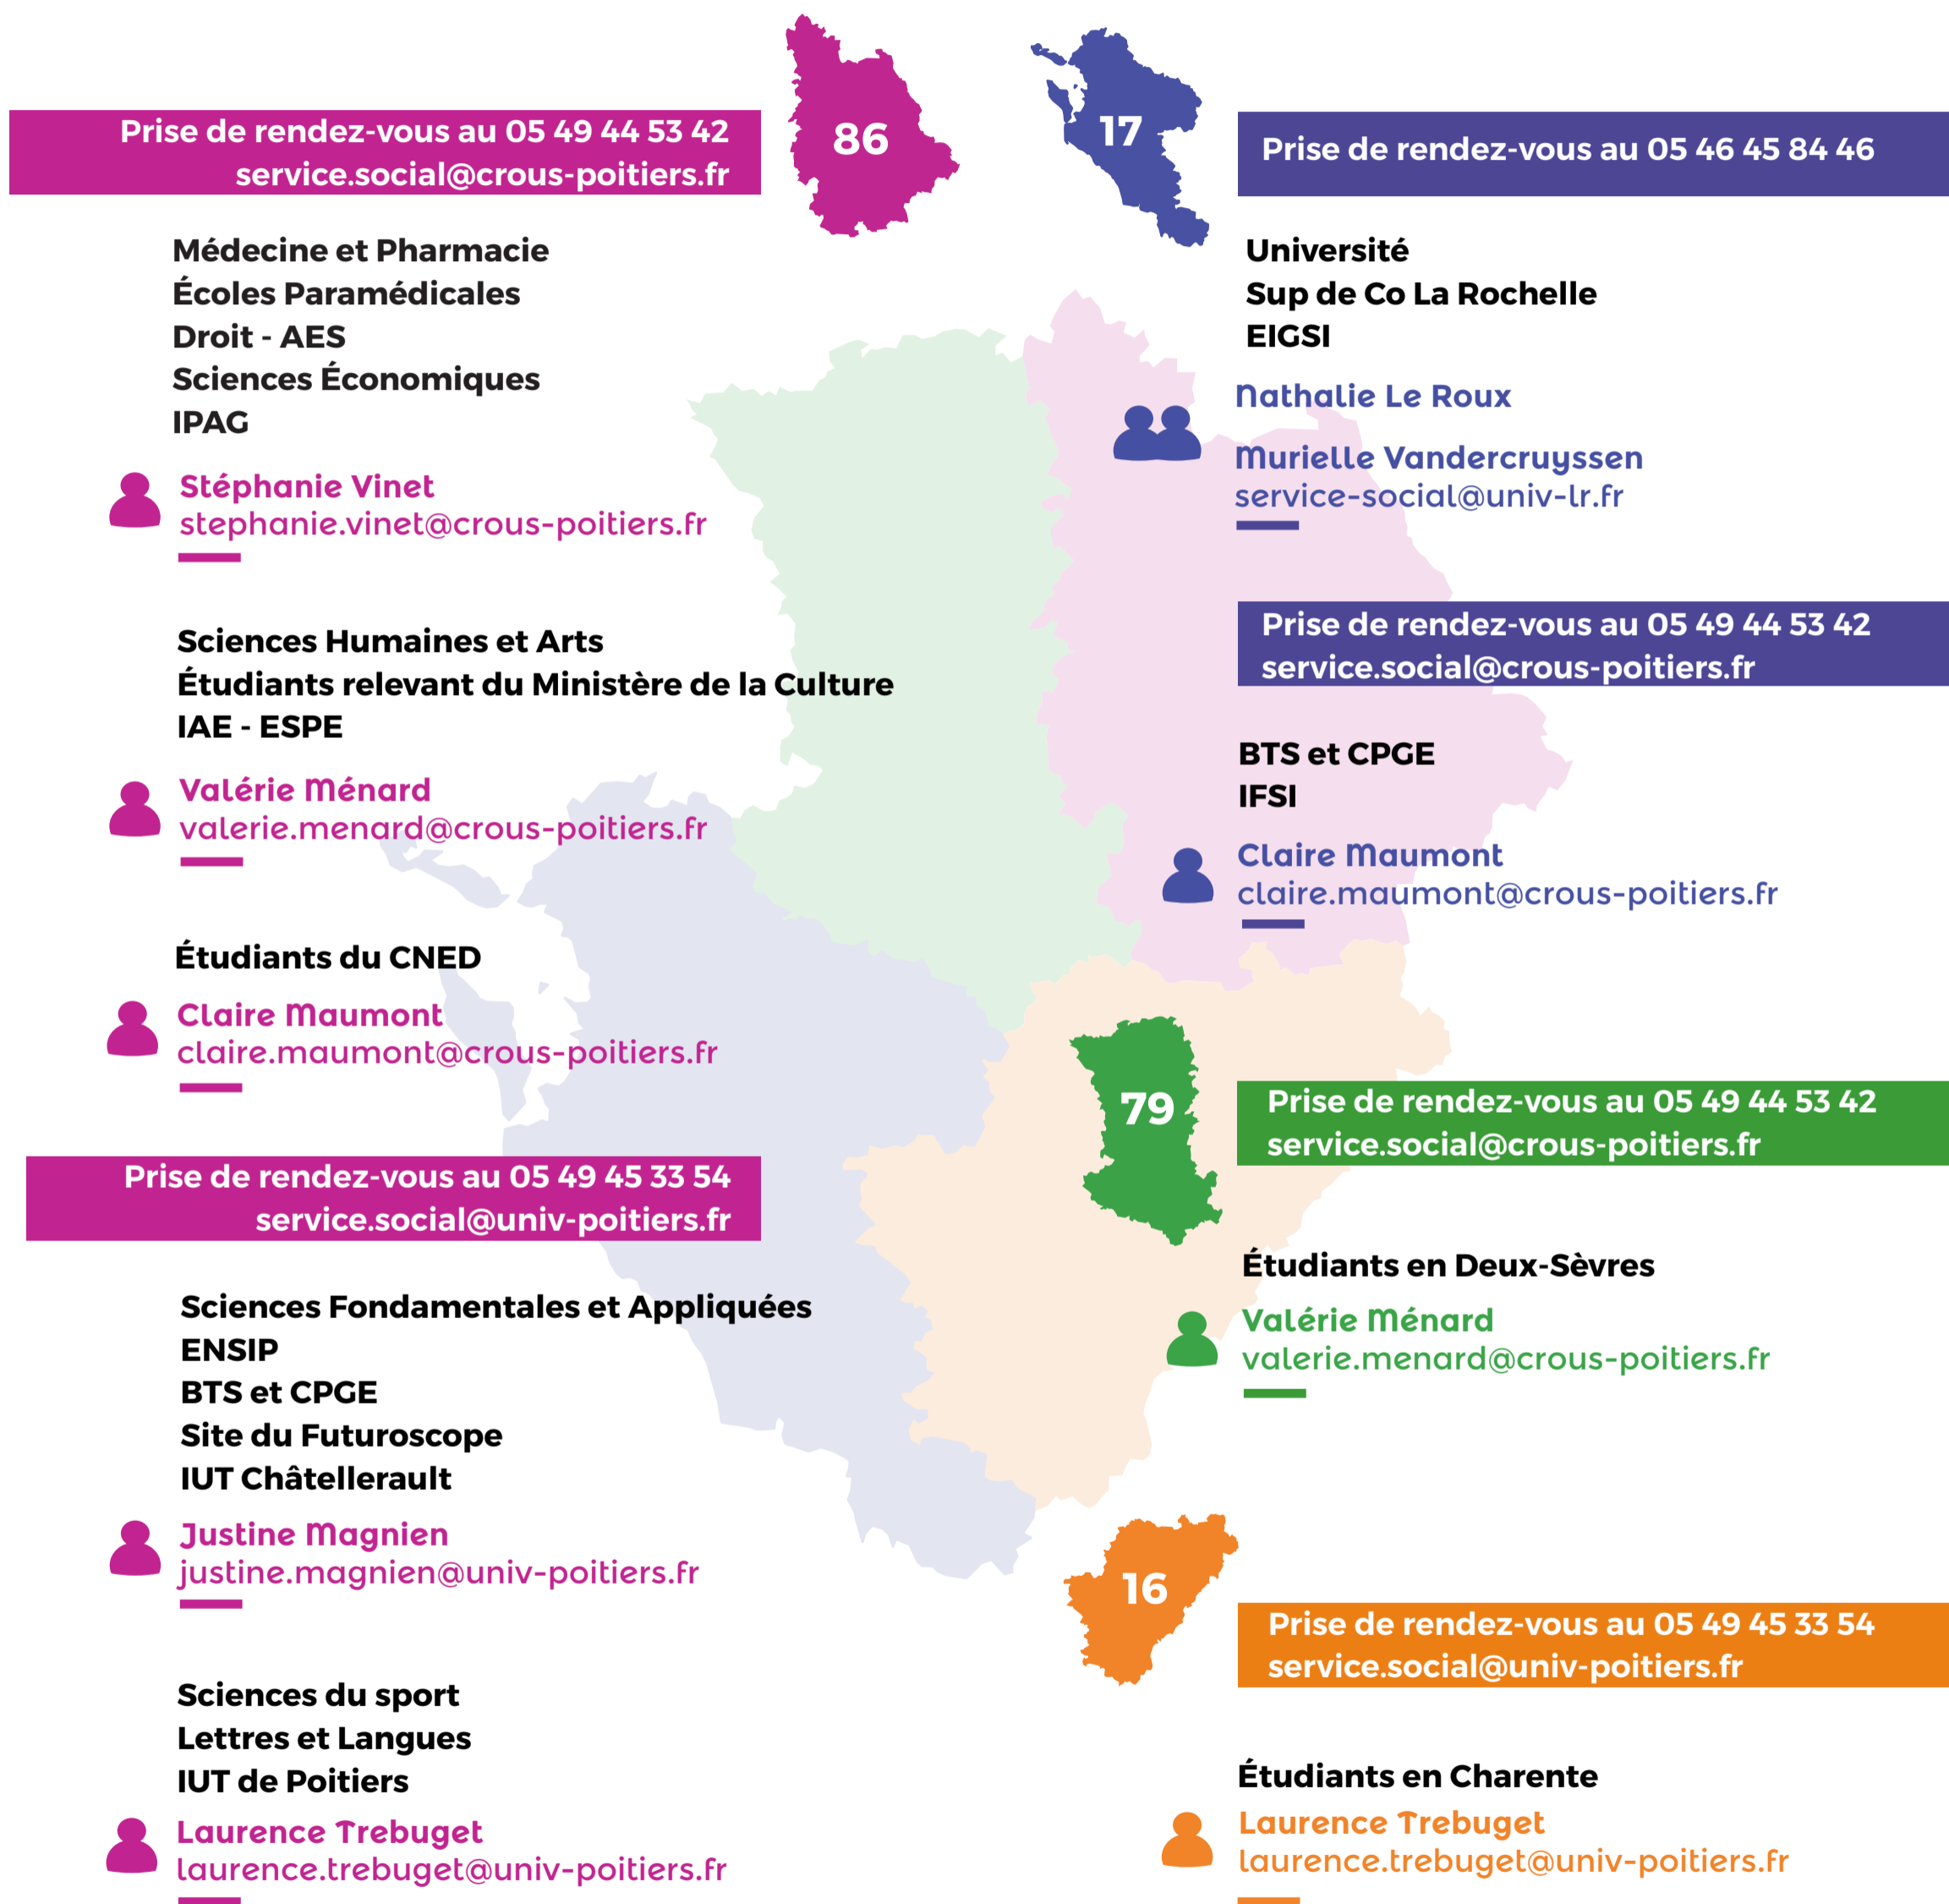 86
Prise de rendez-vous au 05 49 44 53 42
service.social@crous-poitiers.fr
Médecine et Pharmacie
Écoles Paramédicales
Droit - AES
Sciences Économiques
IPAG
Stéphanie Vinet
stephanie.vinet@crous-poitiers.fr
Sciences Humaines et Arts
Étudiants relevant du Ministère de la Culture
IAE - ESPE
Valérie Ménard
valerie.menard@crous-poitiers.fr
Étudiants du CNED
Claire Maumont
claire.maumont@crous-poitiers.fr
Prise de rendez-vous au 05 49 45 33 54
service.social@univ-poitiers.fr
Sciences Fondamentales et Appliquées
ENSIP
BTS et CPGE
Site du Futuroscope
IUT Châtellerault
Justine Magnien
justine.magnien@univ-poitiers.fr
Sciences du sport
Lettres et Langues
IUT de Poitiers
Laurence Trebuget
laurence.trebuget@univ-poitiers.fr
17
Prise de rendez-vous au 05 46 45 84 46
Université
Sup de Co La Rochelle
EIGSI
Nathalie Le Roux
Murielle Vandercruyssen
service-social@univ-lr.fr
Prise de rendez-vous au 05 49 44 53 42
service.social@crous-poitiers.fr
BTS et CPGE
IFSI
Claire Maumont
claire.maumont@crous-poitiers.fr
79
Prise de rendez-vous au 05 49 44 53 42
service.social@crous-poitiers.fr
Étudiants en Deux-Sèvres
Valérie Ménard
valerie.menard@crous-poitiers.fr
16
Prise de rendez-vous au 05 49 45 33 54
service.social@univ-poitiers.fr
Étudiants en Charente
Laurence Trebuget
laurence.trebuget@univ-poitiers.fr